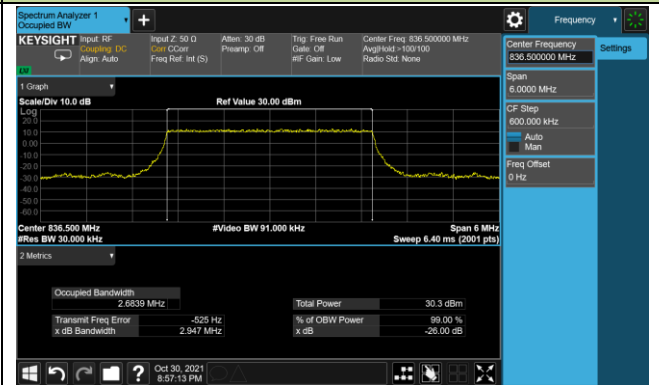 Spectrum Analyzer 1
Occupied BW
Frequency
KEYSIGHT
Input: RF
Coupling: DC
Align: Auto
Input Z: 50 Ω
Corr CCorr
Freq Ref: Int (S)
Atten: 30 dB
Preamp: Off
Trig: Free Run
Gate: Off
#IF Gain: Low
Center Freq: 836.500000 MHz
Avg|Hold:>100/100
Radio Std: None
Center Frequency
836.500000 MHz
Settings
Span
6.0000 MHz
CF Step
600.000 kHz
Auto
Man
Freq Offset
0 Hz
1 Graph
Scale/Div 10.0 dB
Ref Value 30.00 dBm
Log
20.0
10.0
0.00
-10.0
-20.0
-30.0
-40.0
-50.0
-60.0
Center 836.500 MHz
#Video BW 91.000 kHz
Span 6 MHz
#Res BW 30.000 kHz
Sweep 6.40 ms (2001 pts)
2 Metrics
Occupied Bandwidth
2.6839 MHz
Total Power
30.3 dBm
Transmit Freq Error
-525 Hz
% of OBW Power
99.00 %
x dB Bandwidth
2.947 MHz
x dB
-26.00 dB
Oct 30, 2021
8:57:13 PM